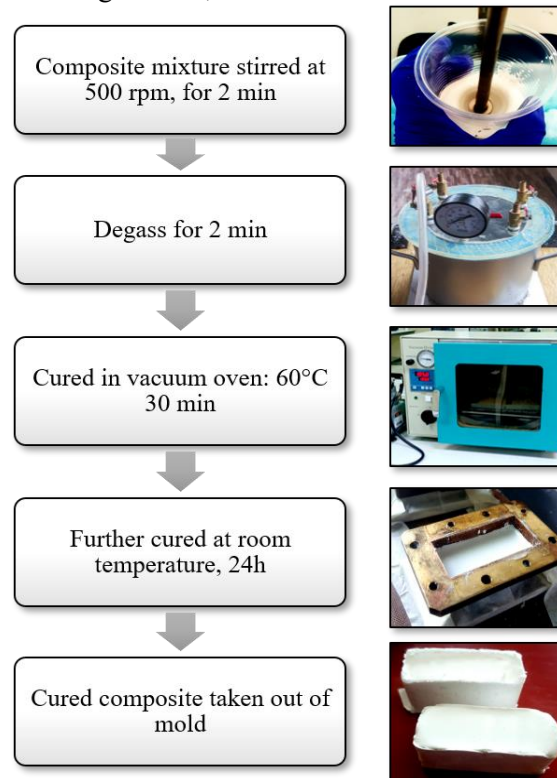 Composite mixture stirred at
500 rpm, for 2 min
Degass for 2 min
Cured in vacuum oven: 60°C
30 min
Further cured at room
temperature, 24h
Cured composite taken out of
mold